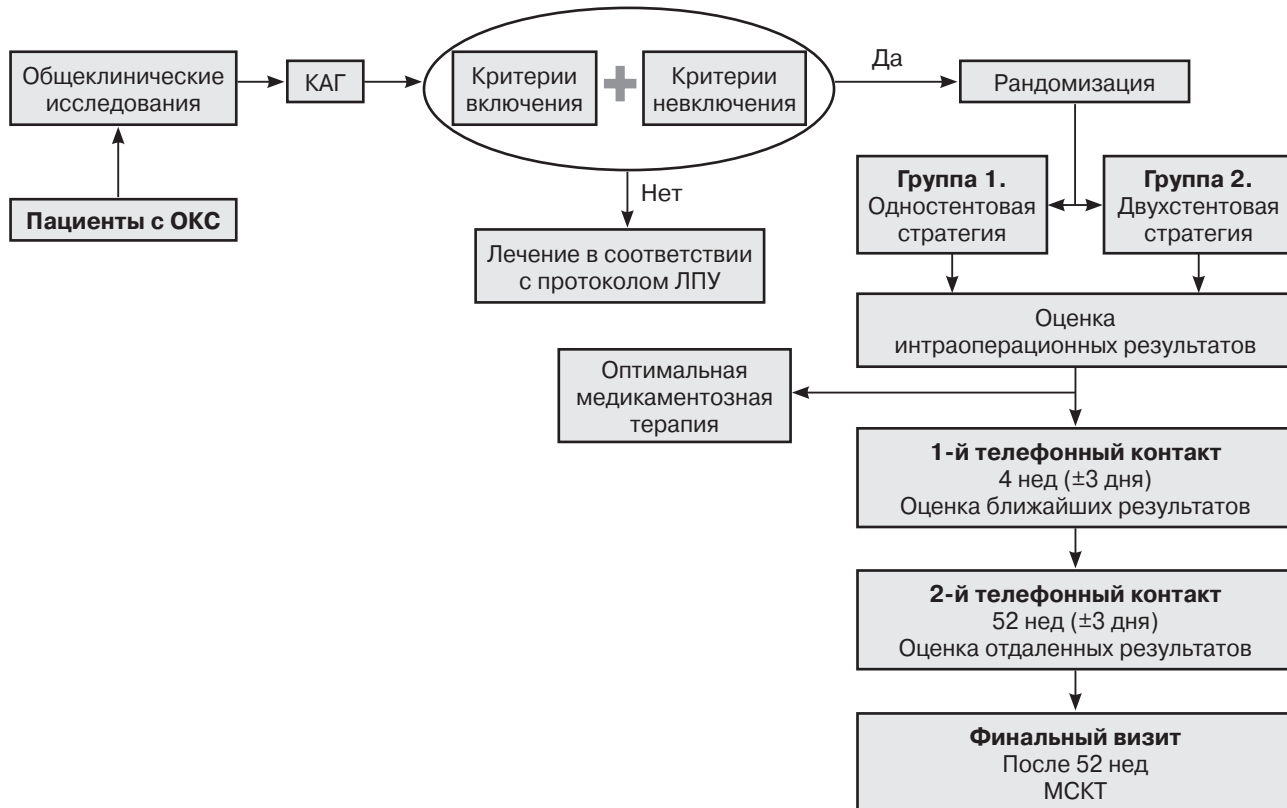 Общеклинические
исследования
КАГ
Критерии
включения
Критерии
невключения
Да
Рандомизация
Пациенты с ОКС
Нет
Лечение в соответствии
с протоколом ЛПУ
Группа 1.
Одностентовая
стратегия
Группа 2.
Двухстентовая
стратегия
Оценка
интраоперационных результатов
Оптимальная
медикаментозная
терапия
1-й телефонный контакт
4 нед (±3 дня)
Оценка ближайших результатов
2-й телефонный контакт
52 нед (±3 дня)
Оценка отдаленных результатов
Финальный визит
После 52 нед
МСКТ